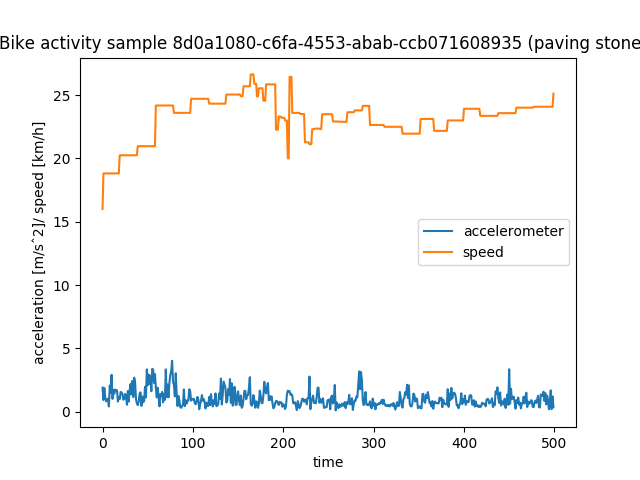 Bike activity sample 8d0a1080-c6fa-4553-abab-ccb071608935 (paving stone
acceleration [m/s^2]/ speed [km/h]
25
20
15
10
5
0
accelerometer
speed
0 100 200 300 400 500
time